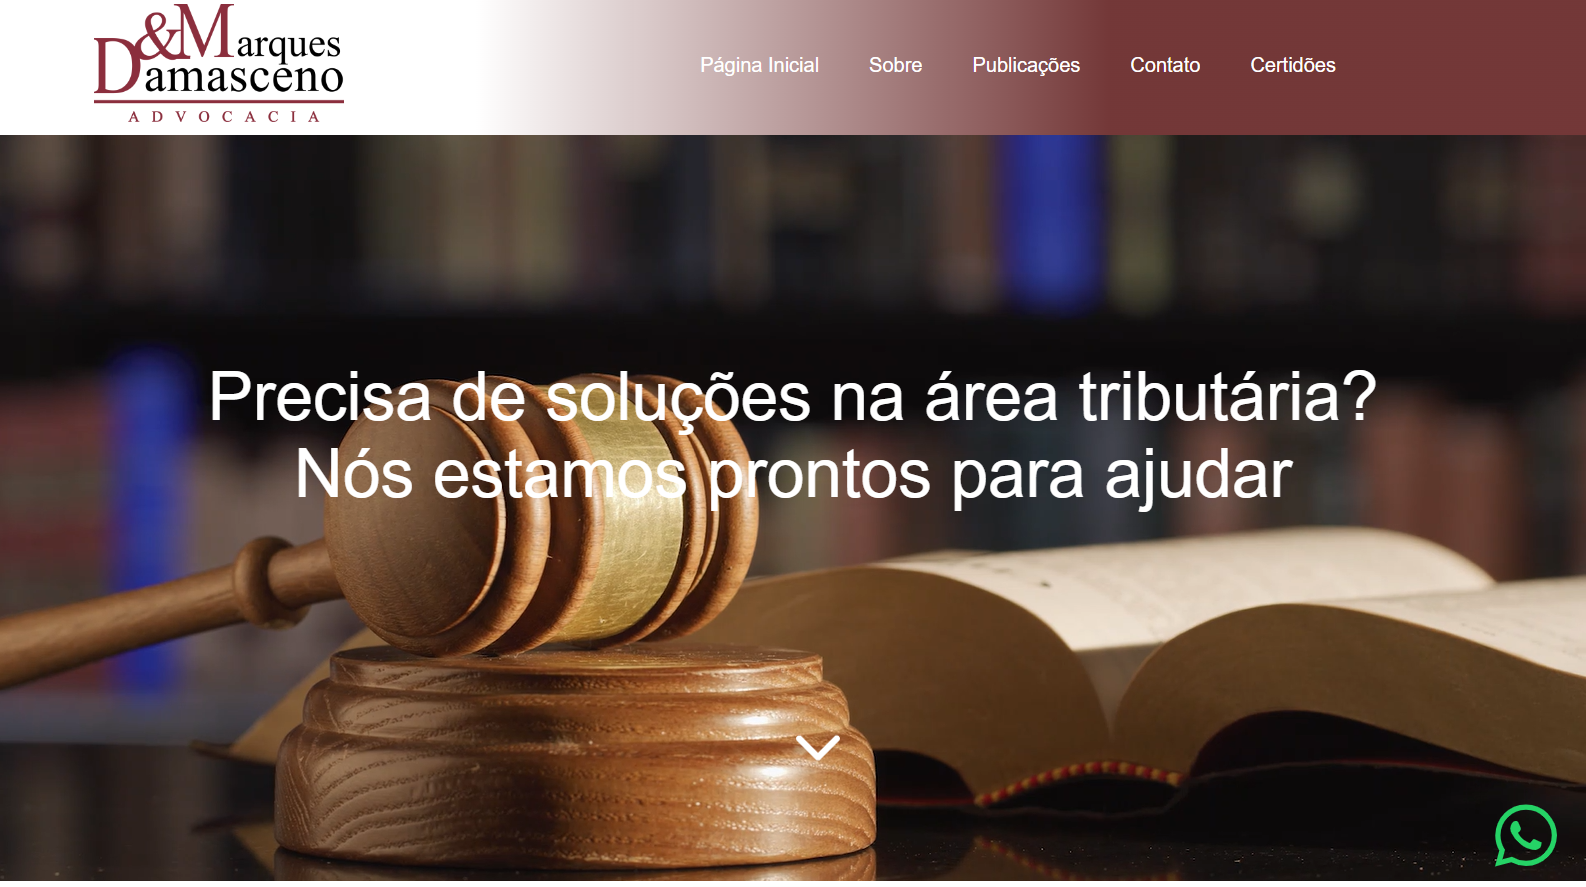 D&Marques
Damasceno
ADVOCACIA
Página Inicial
Sobre
Publicações
Contato
Certidões
Precisa de soluções na área tributária?
Nós estamos prontos para ajudar